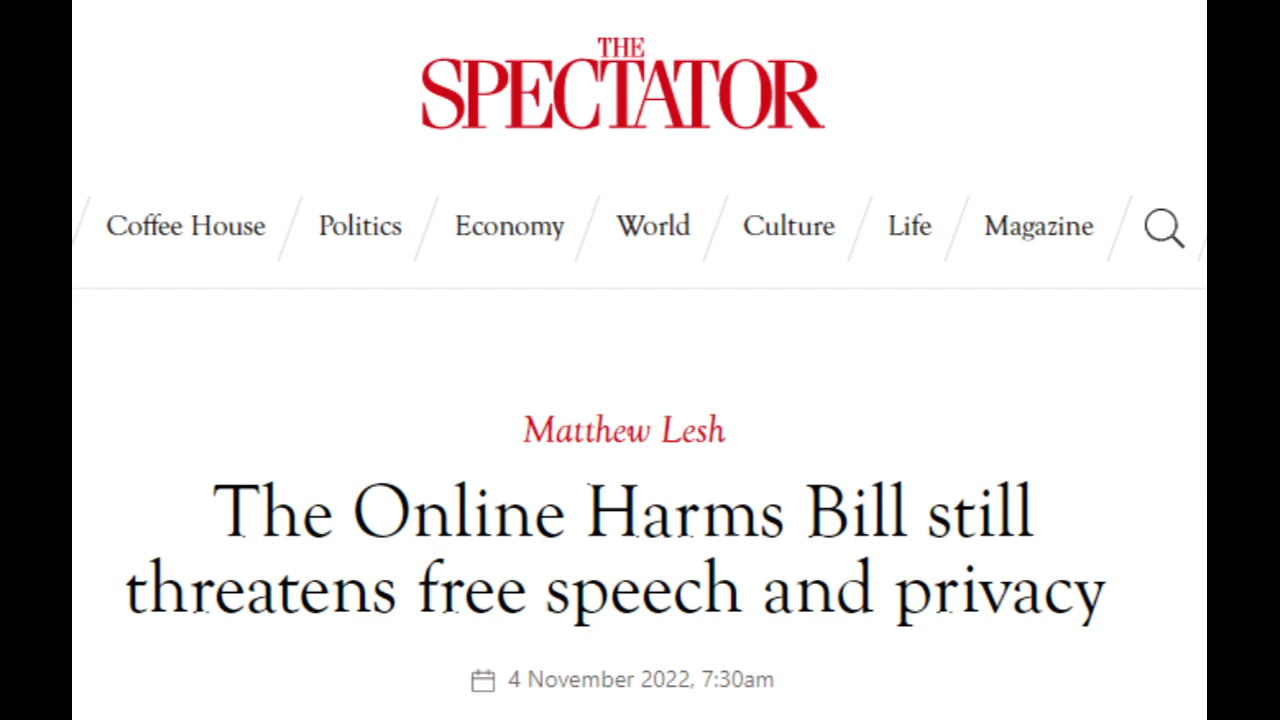 THE
SPECTATOR
Coffee House Politics Economy World Culture Life Magazine
Matthew Lesh
The Online Harms Bill still
threatens free speech and privacy
4 November 2022, 7:30am